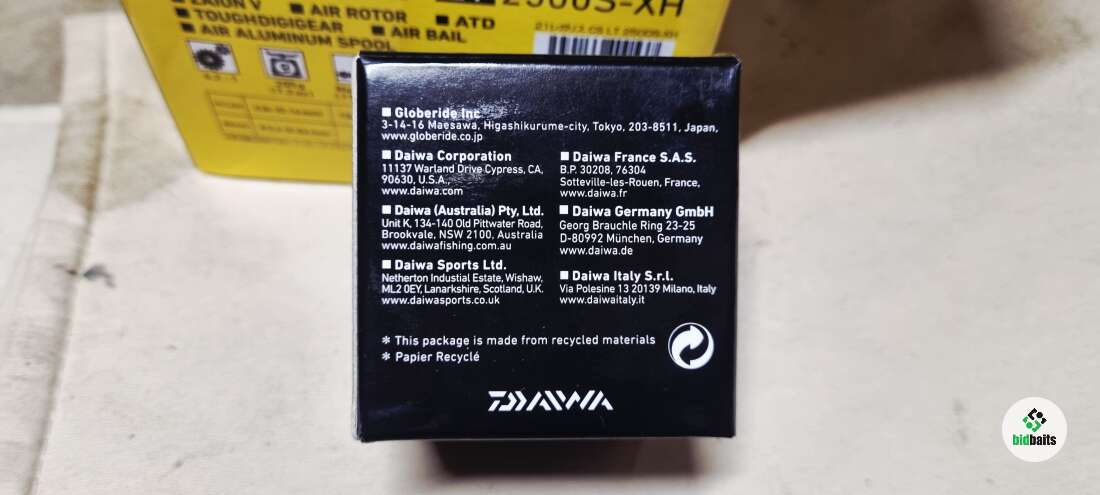 ZAION V
AIR ROTOR
2500S-XH
TOUGHDIGIGEAR
ATD
AIR ALUMINUM SPOOL
AIR BAIL
■ Globeride Inc
3-14-16 Maesawa, Higashikurume-city, Tokyo, 203-8511, Japan,
www.globeride.co.jp
■ Daiwa Corporation
11137 Warland Drive Cypress, CA,
90630, U.S.A.,
www.daiwa.com
■ Daiwa France S.A.S.
B.P. 30208, 76304
Sotteville-les-Rouen, France,
www.daiwa.fr
■ Daiwa (Australia) Pty, Ltd.
Unit K, 134-140 Old Pittwater Road,
Brookvale, NSW 2100, Australia
www.daiwafishing.com.au
■ Daiwa Germany GmbH
Georg Brauchle Ring 23-25
D-80992 München, Germany
www.daiwa.de
■ Daiwa Sports Ltd.
Netherton Industial Estate, Wishaw,
ML2 0EY, Lanarkshire, Scotland, U.K.
www.daiwasports.co.uk
■ Daiwa Italy S.r.l.
Via Polesine 13 20139 Milano, Italy
www.daiwaitaly.it
* This package is made from recycled materials
* Papier Recyclé
DAIWA
bidbaits